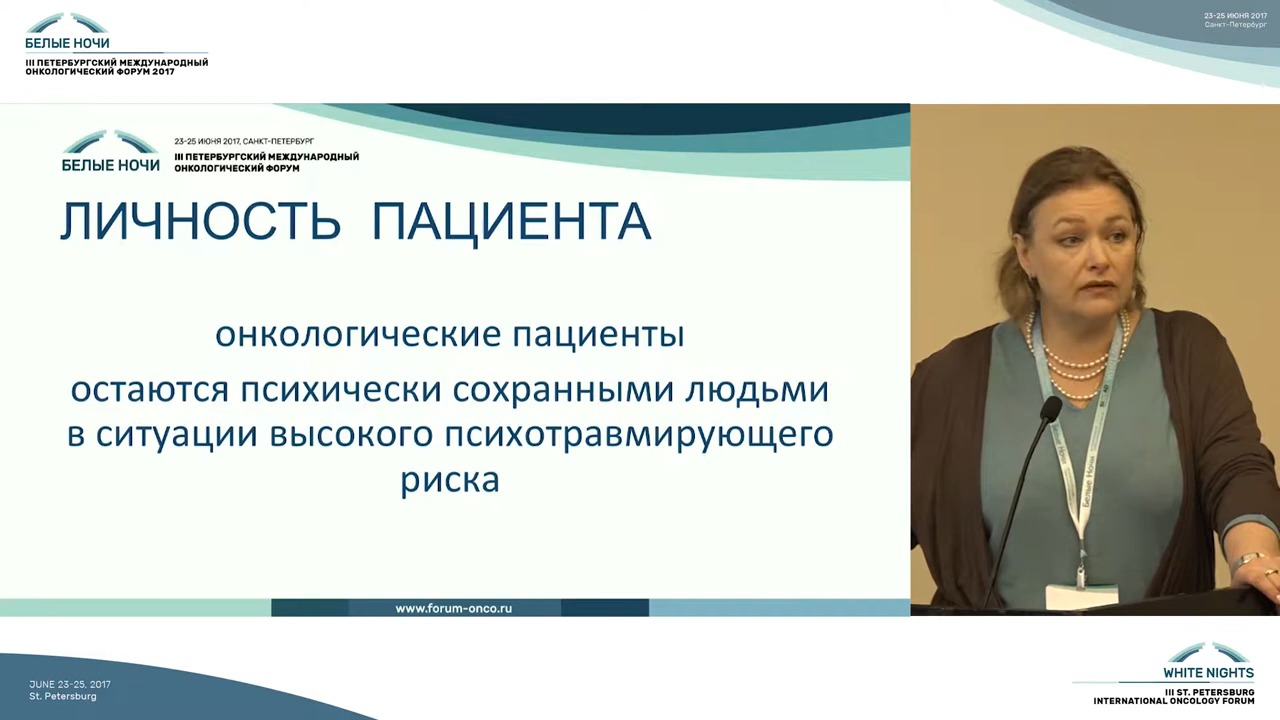 БЕЛЫЕ НОЧИ
III ПЕТЕРБУРГСКИЙ МЕЖДУНАРОДНЫЙ
ОНКОЛОГИЧЕСКИЙ ФОРУМ 2017
23-25 ИЮНЯ 2017
Санкт-Петербург
БЕЛЫЕ НОЧИ
23-25 ИЮНЯ 2017, САНКТ-ПЕТЕРБУРГ
III ПЕТЕРБУРГСКИЙ МЕЖДУНАРОДНЫЙ
ОНКОЛОГИЧЕСКИЙ ФОРУМ
ЛИЧНОСТЬ ПАЦИЕНТА
онкологические пациенты
остаются психически сохранными людьми
в ситуации высокого психотравмирующего
риска
www.forum-onco.ru
Белые Ночи
JUNE 23-25, 2017
St. Petersburg
WHITE NIGHTS
III ST. PETERSBURG
INTERNATIONAL ONCOLOGY FORUM